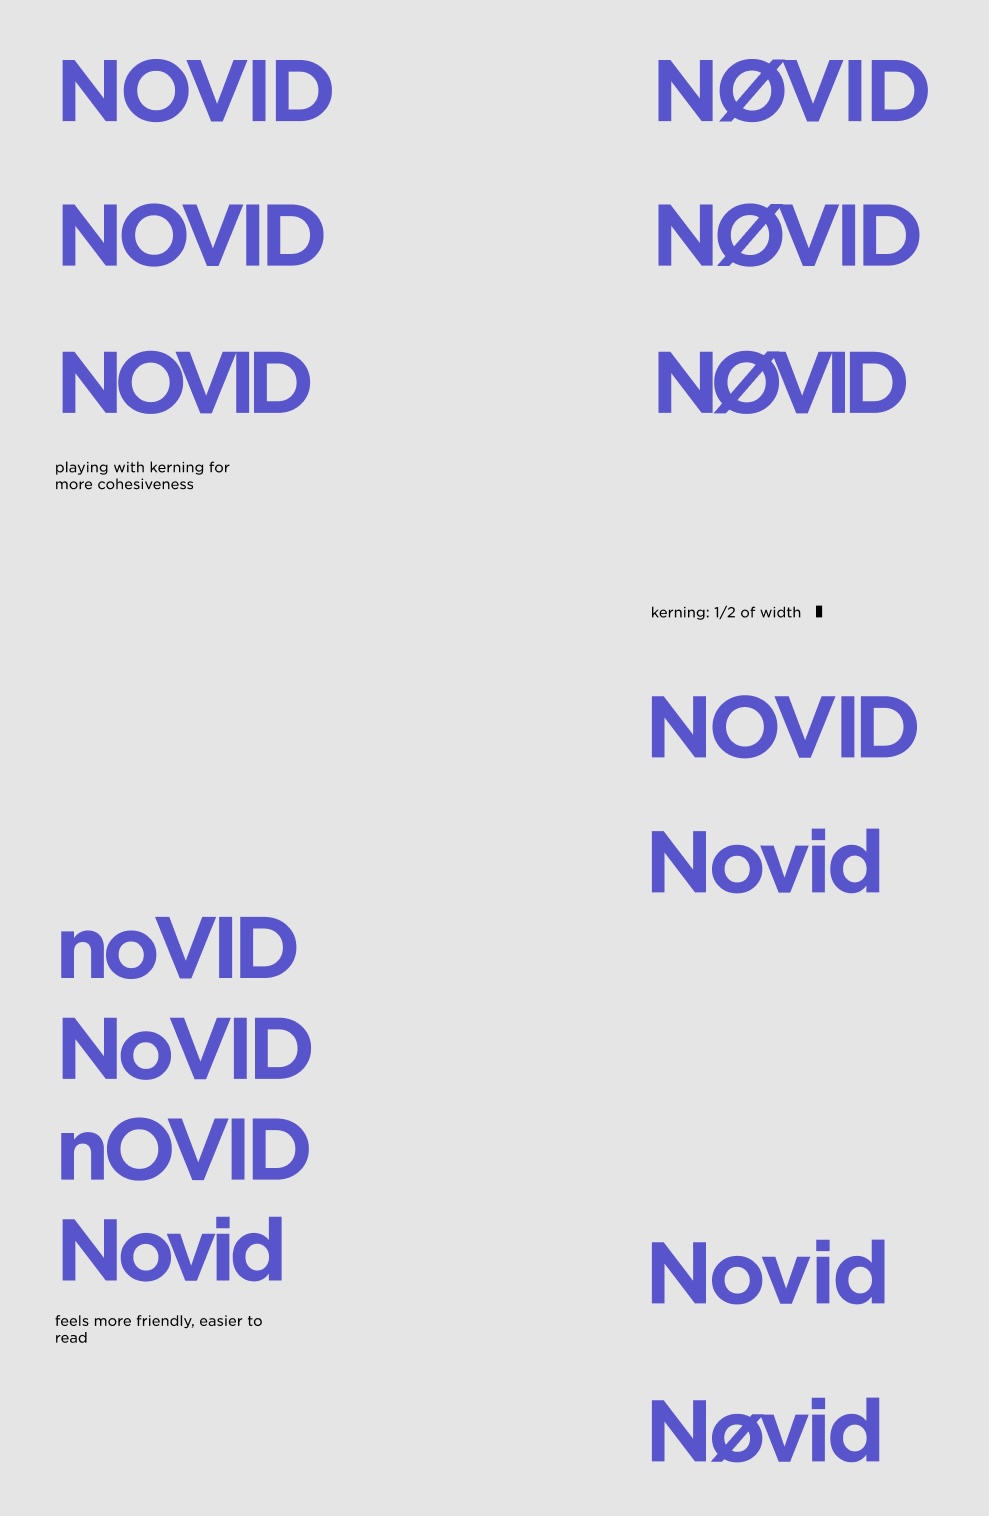 NOVID
NOVID
NOVID
playing with kerning for
more cohesiveness
noVID
NoVID
nOVID
Novid
feels more friendly, easier to
read
NØVID
NØVID
NØVID
kerning: 1/2 of width
NOVID
Novid
Novid
Nøvid